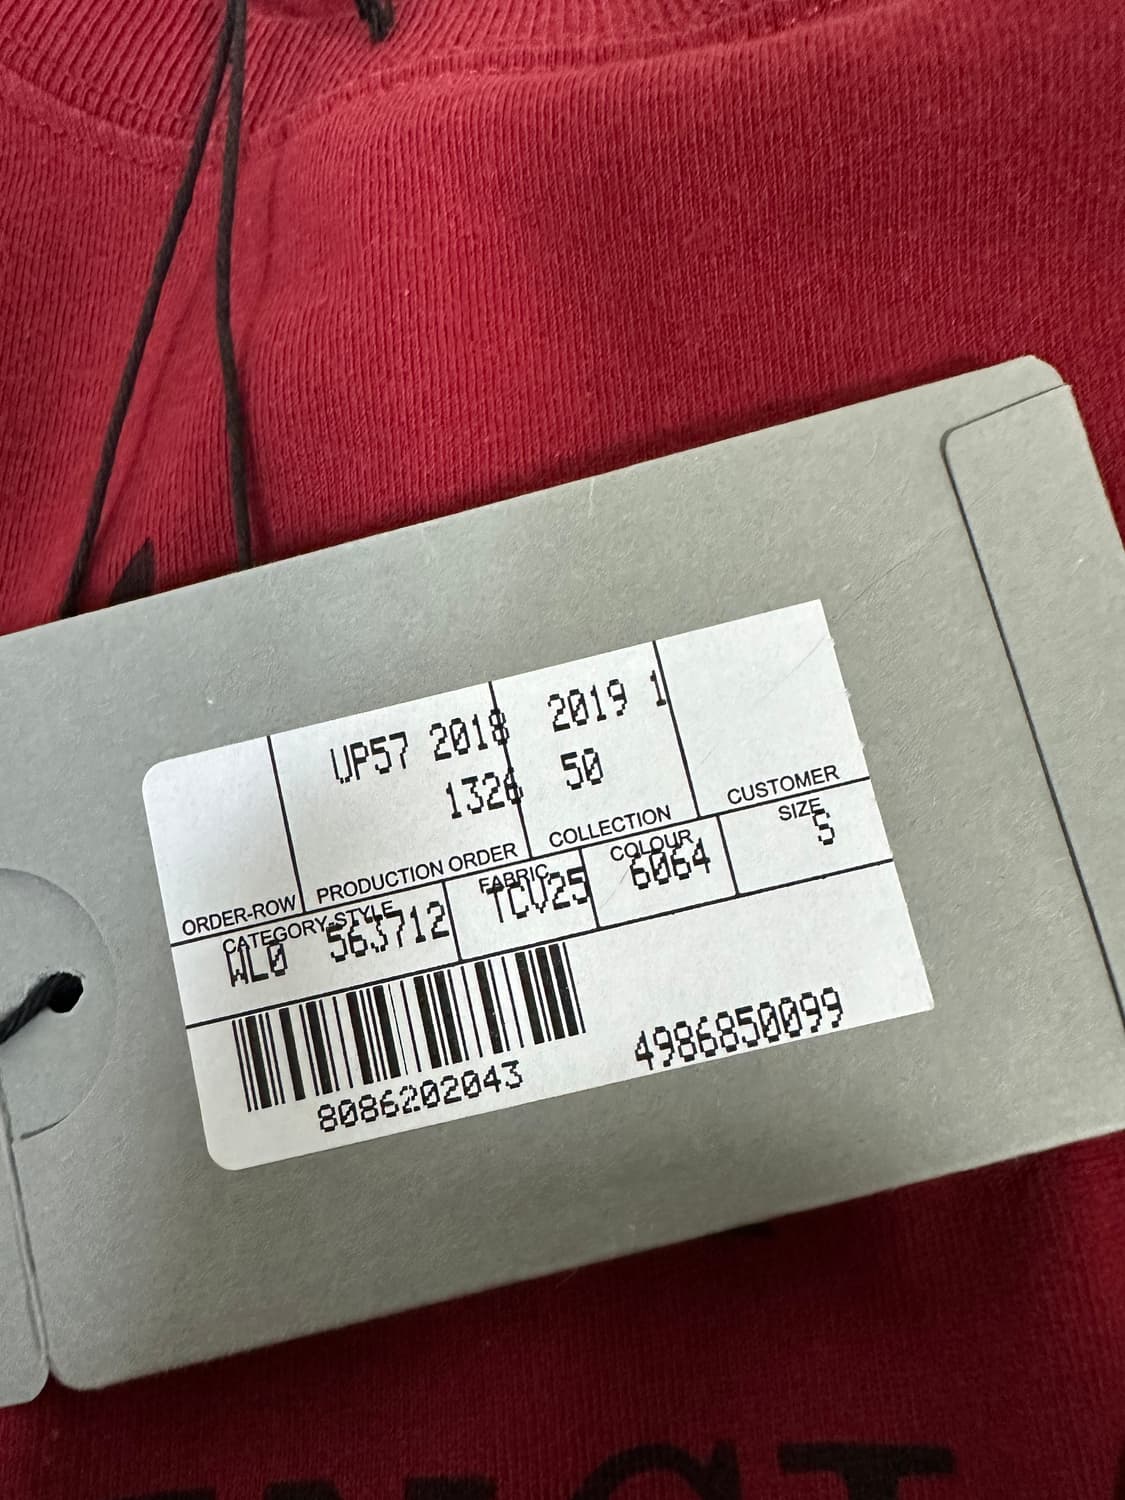 UP57 2018 2019 1
1326 50
ORDER-ROW PRODUCTION ORDER COLLECTION CUSTOMER
CATEGORY-STYLE FABRIC COLOUR SIZE
WL0 563712 TCV25 6064 S
8086202043 4986850099